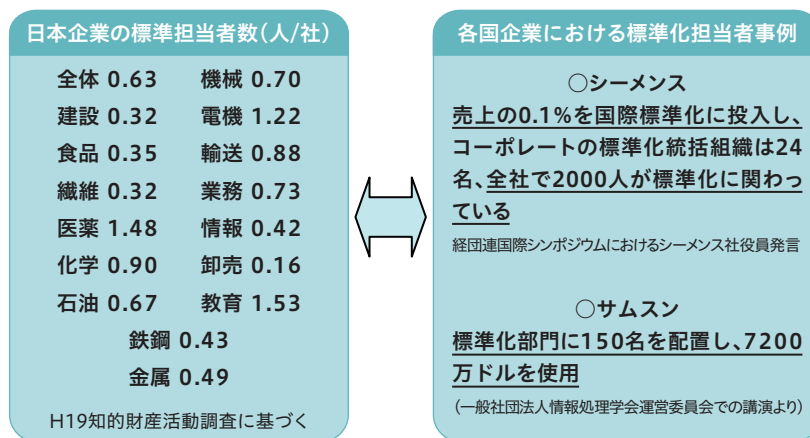 日本企業の標準担当者数(人/社)
全体 0.63 機械 0.70
建設 0.32 電機 1.22
食品 0.35 輸送 0.88
繊維 0.32 業務 0.73
医薬 1.48 情報 0.42
化学 0.90 卸売 0.16
石油 0.67 教育 1.53
鉄鋼 0.43
金属 0.49
H19知的財産活動調査に基づく
各国企業における標準化担当者事例
○シーメンス
売上の0.1%を国際標準化に投入し、
コーポレートの標準化統括組織は24
名、全社で2000人が標準化に関わっ
ている
経団連国際シンポジウムにおけるシーメンス社役員発言
○サムスン
標準化部門に150名を配置し、7200
万ドルを使用
(一般社団法人情報処理学会運営委員会での講演より)